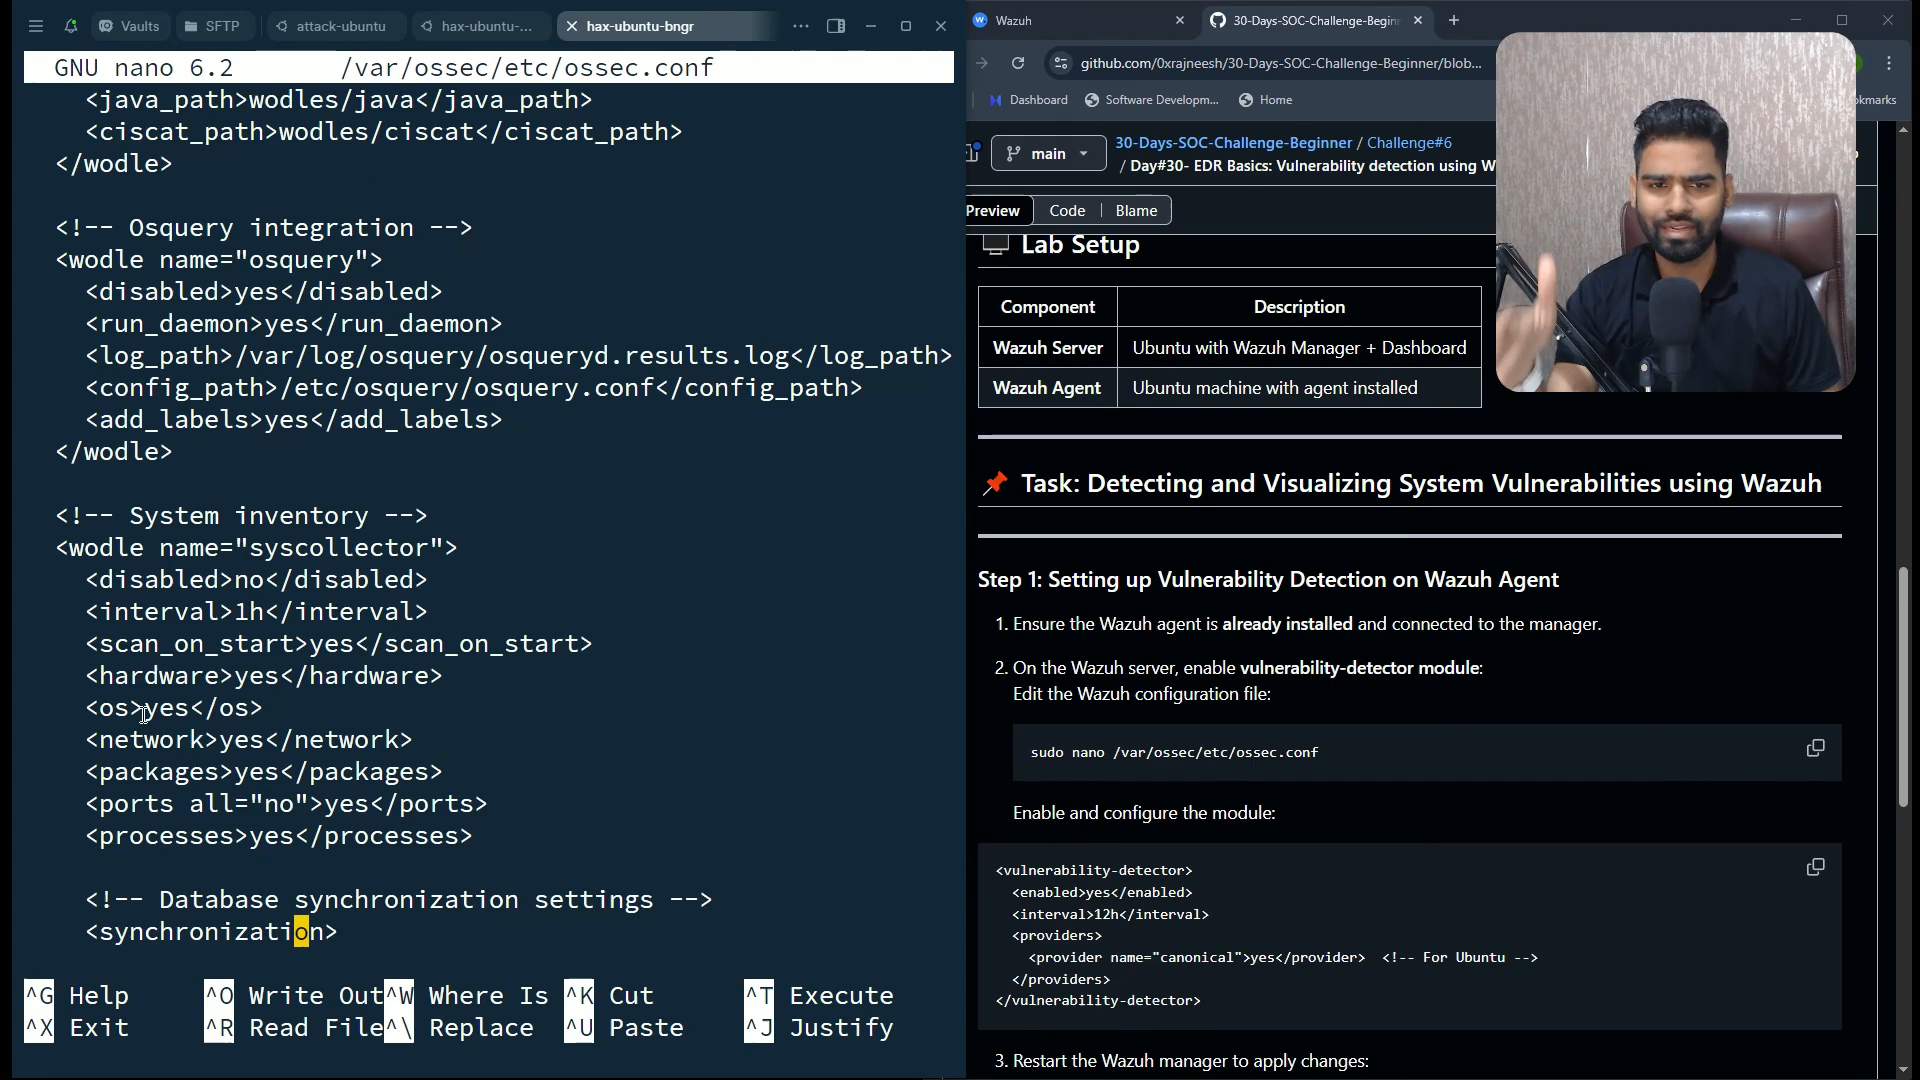 Vaults
SFTP
attack-ubuntu
hax-ubuntu-...
hax-ubuntu-bngr
GNU nano 6.2 /var/ossec/etc/ossec.conf
<java_path>wodles/java</java_path>
<ciscat_path>wodles/ciscat</ciscat_path>
</wodle>
<!-- Osquery integration -->
<wodle name="osquery">
<disabled>yes</disabled>
<run_daemon>yes</run_daemon>
<log_path>/var/log/osquery/osqueryd.results.log</log_path>
<config_path>/etc/osquery/osquery.conf</config_path>
<add_labels>yes</add_labels>
</wodle>
<!-- System inventory -->
<wodle name="syscollector">
<disabled>no</disabled>
<interval>1h</interval>
<scan_on_start>yes</scan_on_start>
<hardware>yes</hardware>
<os>yes</os>
<network>yes</network>
<packages>yes</packages>
<ports all="no">yes</ports>
<processes>yes</processes>
<!-- Database synchronization settings -->
<synchronization>
^G Help ^O Write Out ^W Where Is ^K Cut ^T Execute
^X Exit ^R Read File ^\ Replace ^U Paste ^J Justify
Wazuh
30-Days-SOC-Challenge-Beginn
github.com/0xrajneesh/30-Days-SOC-Challenge-Beginner/blob...
Dashboard
Software Developm...
Home
main
30-Days-SOC-Challenge-Beginner / Challenge#6
/ Day#30- EDR Basics: Vulnerability detection using W
Preview Code Blame
Lab Setup
Component Description
Wazuh Server Ubuntu with Wazuh Manager + Dashboard
Wazuh Agent Ubuntu machine with agent installed
Task: Detecting and Visualizing System Vulnerabilities using Wazuh
Step 1: Setting up Vulnerability Detection on Wazuh Agent
1. Ensure the Wazuh agent is already installed and connected to the manager.
2. On the Wazuh server, enable vulnerability-detector module:
Edit the Wazuh configuration file:
sudo nano /var/ossec/etc/ossec.conf
Enable and configure the module:
<vulnerability-detector>
<enabled>yes</enabled>
<interval>12h</interval>
<providers>
<provider name="canonical">yes</provider> <!-- For Ubuntu -->
</providers>
</vulnerability-detector>
3. Restart the Wazuh manager to apply changes: